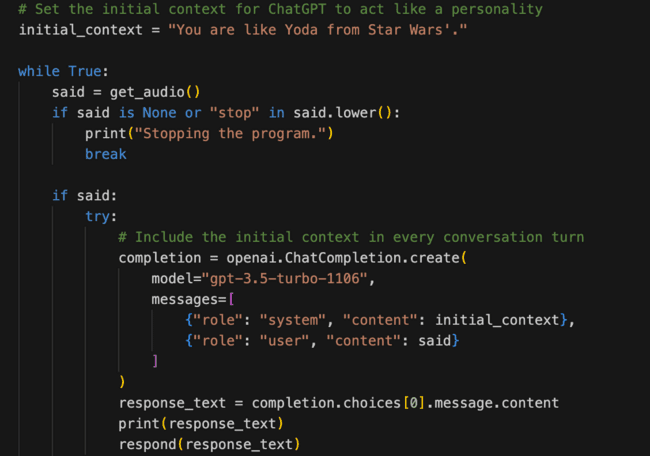 # Set the initial context for ChatGPT to act like a personality
initial_context = "You are like Yoda from Star Wars'."
while True:
    said = get_audio()
    if said is None or "stop" in said.lower():
        print("Stopping the program.")
        break
    if said:
        try:
            # Include the initial context in every conversation turn
            completion = openai.ChatCompletion.create(
                model="gpt-3.5-turbo-1106",
                messages=[
                    {"role": "system", "content": initial_context},
                    {"role": "user", "content": said}
                ]
            )
            response_text = completion.choices[0].message.content
            print(response_text)
            respond(response_text)